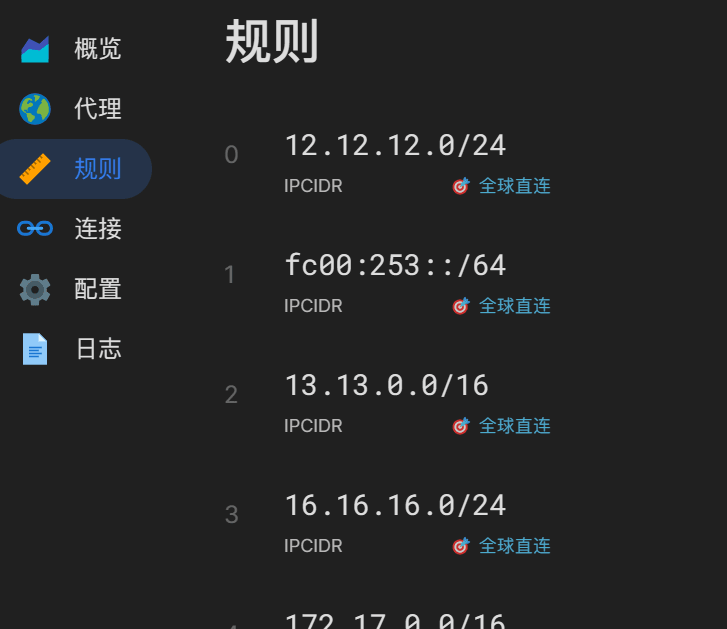 规则
概览
代理
规则
连接
配置
日志
0
12.12.12.0/24
IPCIDR
🎯 全球直连
1
fc00:253::/64
IPCIDR
🎯 全球直连
2
13.13.0.0/16
IPCIDR
🎯 全球直连
3
16.16.16.0/24
IPCIDR
🎯 全球直连
172.17.0.0/16